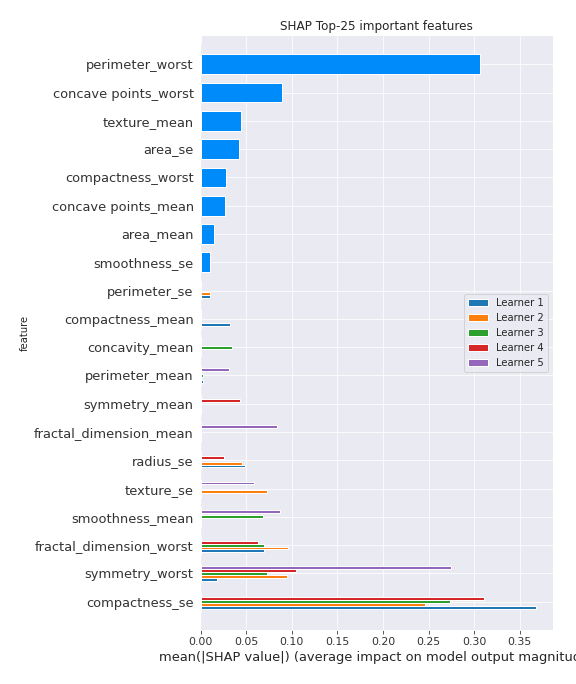 SHAP Top-25 important features
perimeter_worst
concave points_worst
texture_mean
area_se
compactness_worst
concave points_mean
area_mean
smoothness_se
perimeter_se
compactness_mean
concavity_mean
perimeter_mean
symmetry_mean
fractal_dimension_mean
radius_se
texture_se
smoothness_mean
fractal_dimension_worst
symmetry_worst
compactness_se
feature
Learner 1
Learner 2
Learner 3
Learner 4
Learner 5
0.00 0.05 0.10 0.15 0.20 0.25 0.30 0.35
mean(|SHAP value|) (average impact on model output magnitud